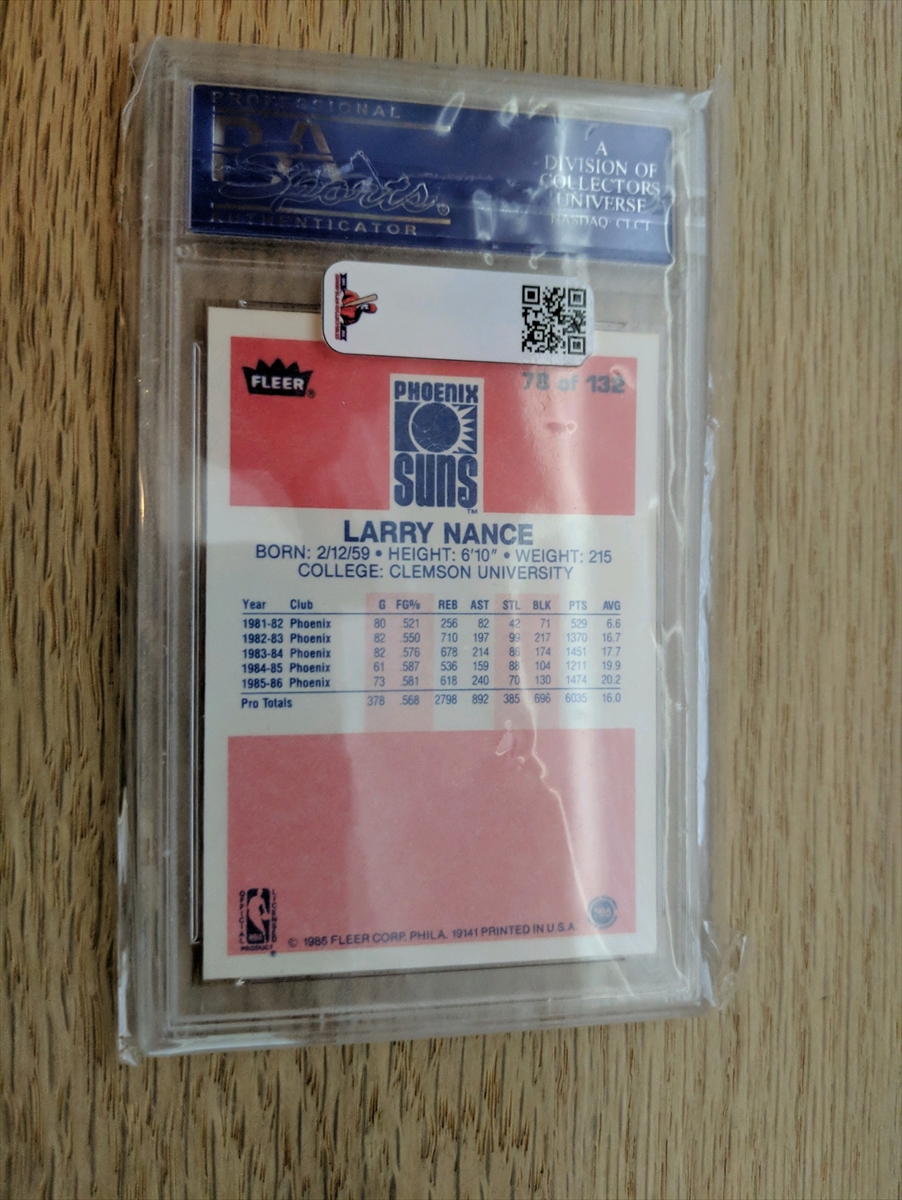 PROFESSIONAL
Sports®
AUTHENTICATOR
A
DIVISION OF
COLLECTORS
UNIVERSE
NASDAQ: CLCT
FLEER®
78 of 132
PHOENIX
SUNS™
LARRY NANCE
BORN: 2/12/59 • HEIGHT: 6'10" • WEIGHT: 215
COLLEGE: CLEMSON UNIVERSITY
Year Club G FG% REB AST STL BLK PTS AVG
1981-82 Phoenix 80 .521 256 82 42 71 529 6.6
1982-83 Phoenix 82 .550 710 197 99 217 1370 16.7
1983-84 Phoenix 82 .576 678 214 86 174 1451 17.7
1984-85 Phoenix 61 .587 536 159 88 104 1211 19.9
1985-86 Phoenix 73 .581 618 240 70 130 1474 20.2
Pro Totals 378 .568 2798 892 385 696 6035 16.0
OFFICIAL
LICENSED
NBA
PRODUCT®
© 1986 FLEER CORP. PHILA. 19141 PRINTED IN U.S.A.